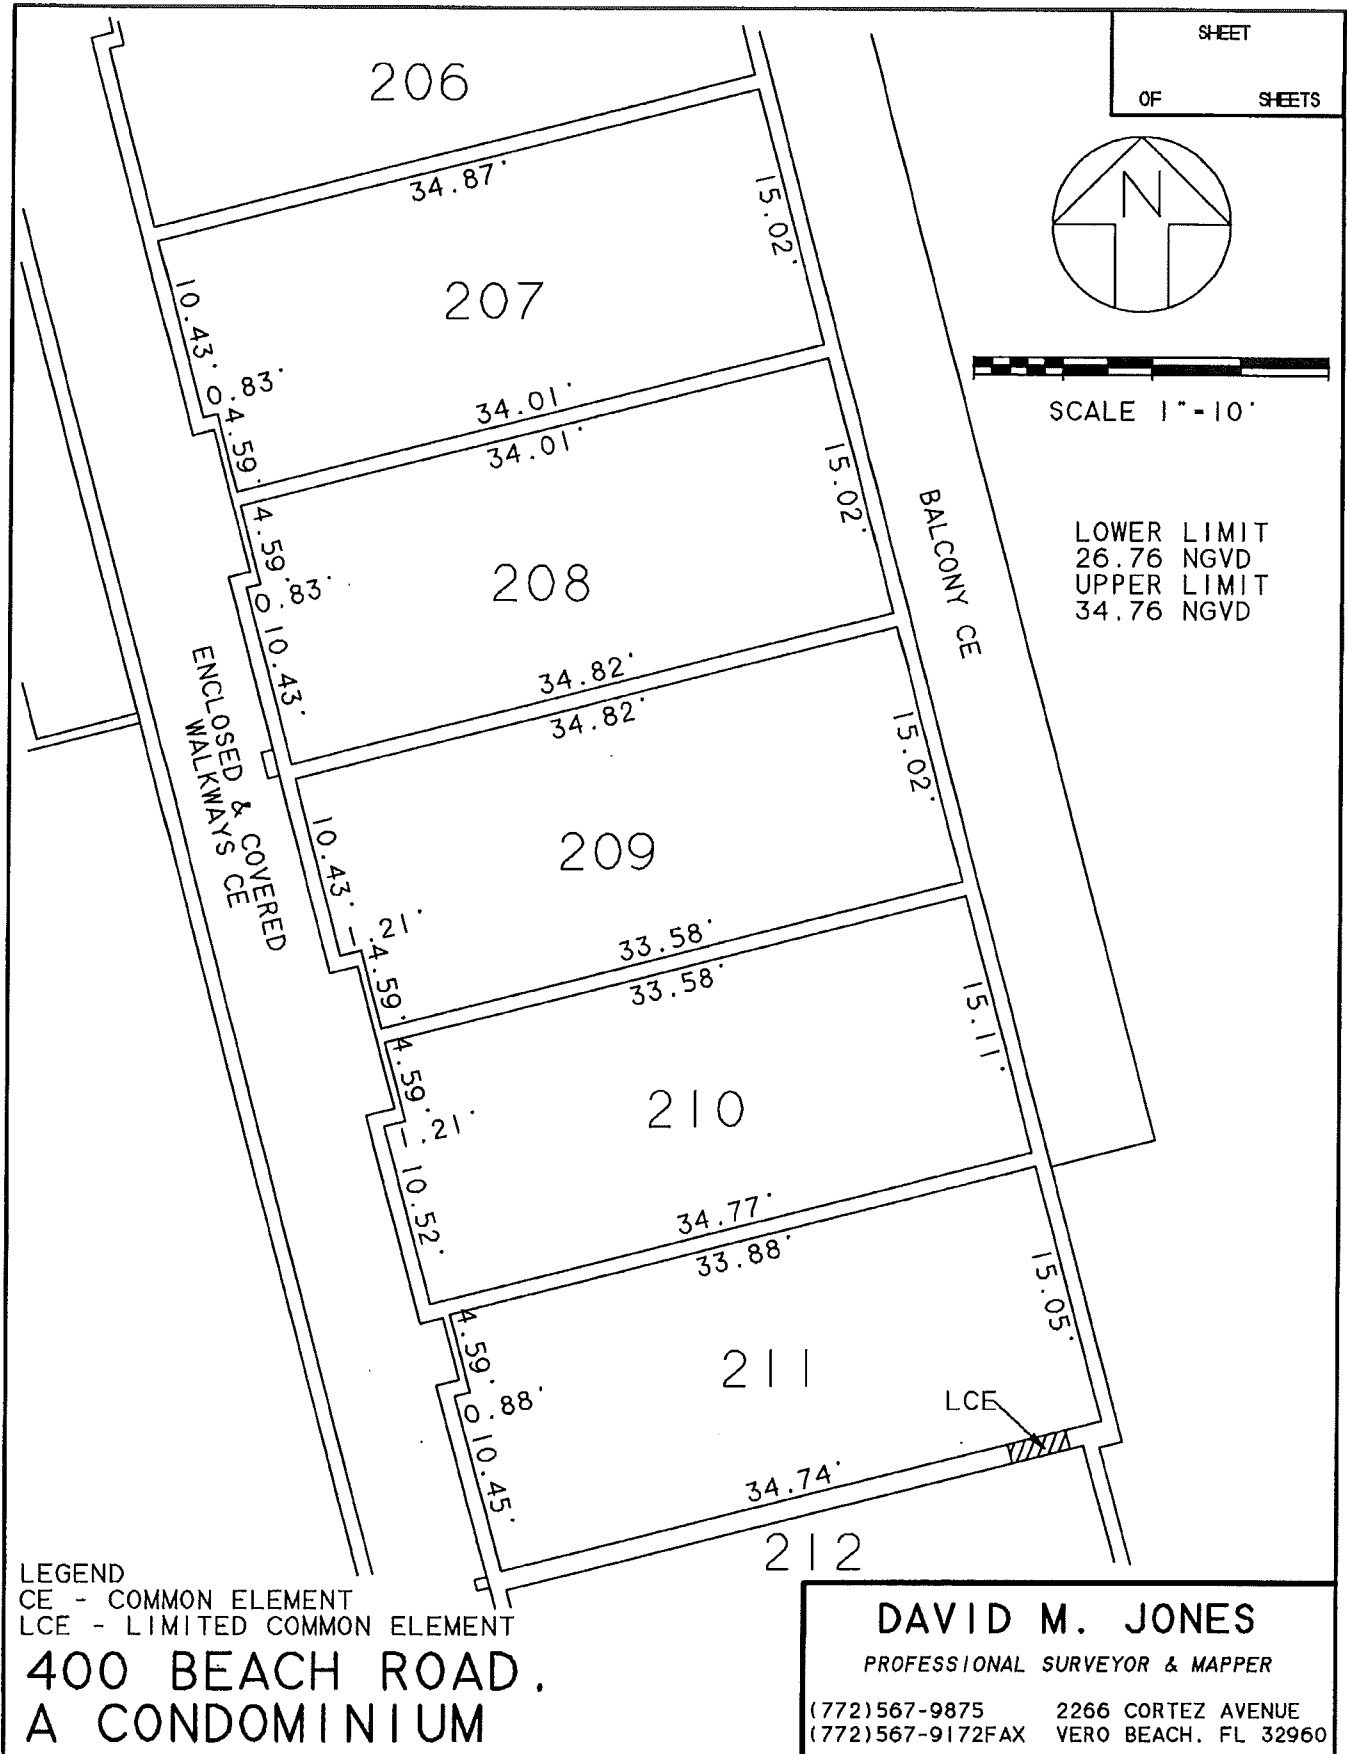 SHEET
OF SHEETS
206
34.87'
15.02'
N
207
10.43'
0.83'
4.59'
34.01'
SCALE 1"-10'
34.01'
15.02'
4.59'
0.83'
10.43'
208
BALCONY CE
LOWER LIMIT
26.76 NGVD
UPPER LIMIT
34.76 NGVD
34.82'
34.82'
15.02'
ENCLOSED & COVERED
WALKWAYS CE
209
10.43'
1.21'
4.59'
33.58'
33.58'
15.11'
4.59'
1.21'
10.52'
210
34.77'
33.88'
15.05'
4.59'
0.88'
10.45'
211
LCE
34.74'
212
LEGEND
CE - COMMON ELEMENT
LCE - LIMITED COMMON ELEMENT
400 BEACH ROAD.
A CONDOMINIUM
DAVID M. JONES
PROFESSIONAL SURVEYOR & MAPPER
(772)567-9875 2266 CORTEZ AVENUE
(772)567-9172FAX VERO BEACH. FL 32960